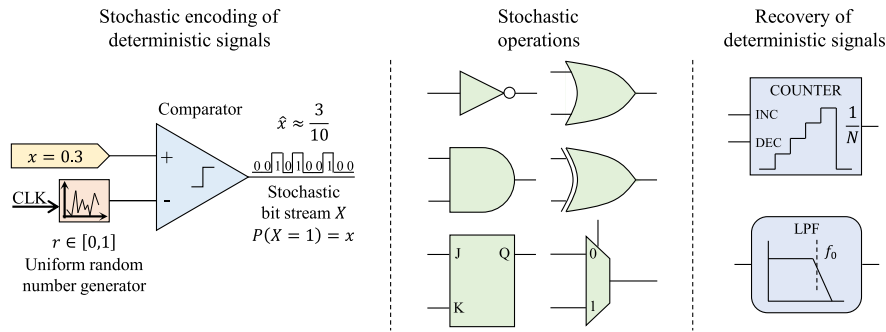 Stochastic encoding of
deterministic signals
Comparator
x = 0.3
+
-
CLK
r ∈ [0,1]
Uniform random
number generator
x̂ ≈ 3/10
0 0 1 0 1 0 0 1 0 0
Stochastic
bit stream X
P(X = 1) = x
Stochastic
operations
J Q
K
0
1
Recovery of
deterministic signals
COUNTER
INC
DEC
1/N
LPF
f₀